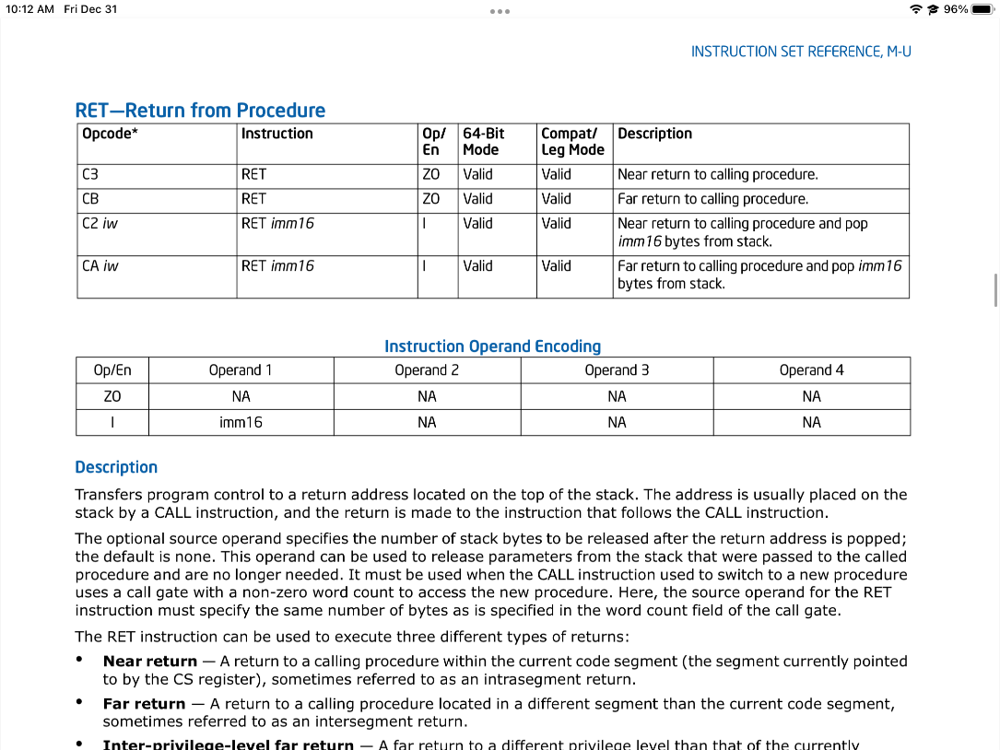 10:12 AM Fri Dec 31
96%
INSTRUCTION SET REFERENCE, M-U
RET—Return from Procedure
Opcode* Instruction Op/ En 64-Bit Mode Compat/ Leg Mode Description
C3 RET ZO Valid Valid Near return to calling procedure.
CB RET ZO Valid Valid Far return to calling procedure.
C2 iw RET imm16 I Valid Valid Near return to calling procedure and pop
imm16 bytes from stack.
CA iw RET imm16 I Valid Valid Far return to calling procedure and pop imm16
bytes from stack.
Instruction Operand Encoding
Op/En Operand 1 Operand 2 Operand 3 Operand 4
ZO NA NA NA NA
I imm16 NA NA NA
Description
Transfers program control to a return address located on the top of the stack. The address is usually placed on the
stack by a CALL instruction, and the return is made to the instruction that follows the CALL instruction.
The optional source operand specifies the number of stack bytes to be released after the return address is popped;
the default is none. This operand can be used to release parameters from the stack that were passed to the called
procedure and are no longer needed. It must be used when the CALL instruction used to switch to a new procedure
uses a call gate with a non-zero word count to access the new procedure. Here, the source operand for the RET
instruction must specify the same number of bytes as is specified in the word count field of the call gate.
The RET instruction can be used to execute three different types of returns:
• Near return — A return to a calling procedure within the current code segment (the segment currently pointed
to by the CS register), sometimes referred to as an intrasegment return.
• Far return — A return to a calling procedure located in a different segment than the current code segment,
sometimes referred to as an intersegment return.
• Inter-privilege-level far return — A far return to a different privilege level than that of the currently